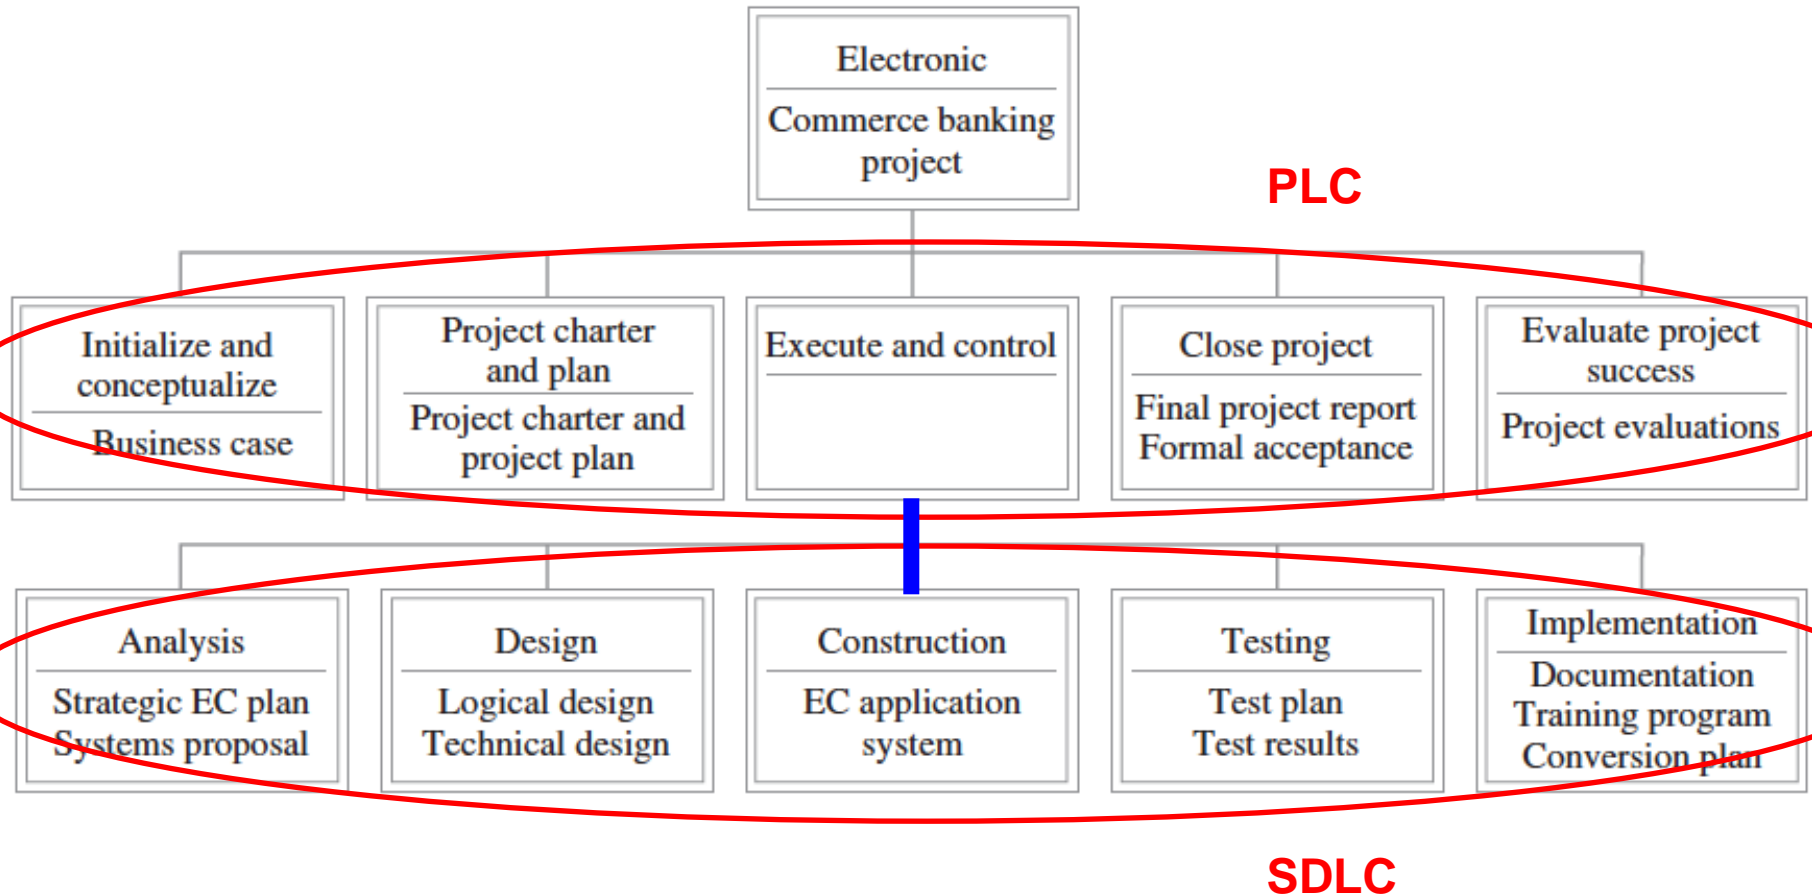 Electronic
Commerce banking
project
PLC
Initialize and
conceptualize
Business case
Project charter
and plan
Project charter and
project plan
Execute and control
Close project
Final project report
Formal acceptance
Evaluate project
success
Project evaluations
Analysis
Strategic EC plan
Systems proposal
Design
Logical design
Technical design
Construction
EC application
system
Testing
Test plan
Test results
Implementation
Documentation
Training program
Conversion plan
SDLC